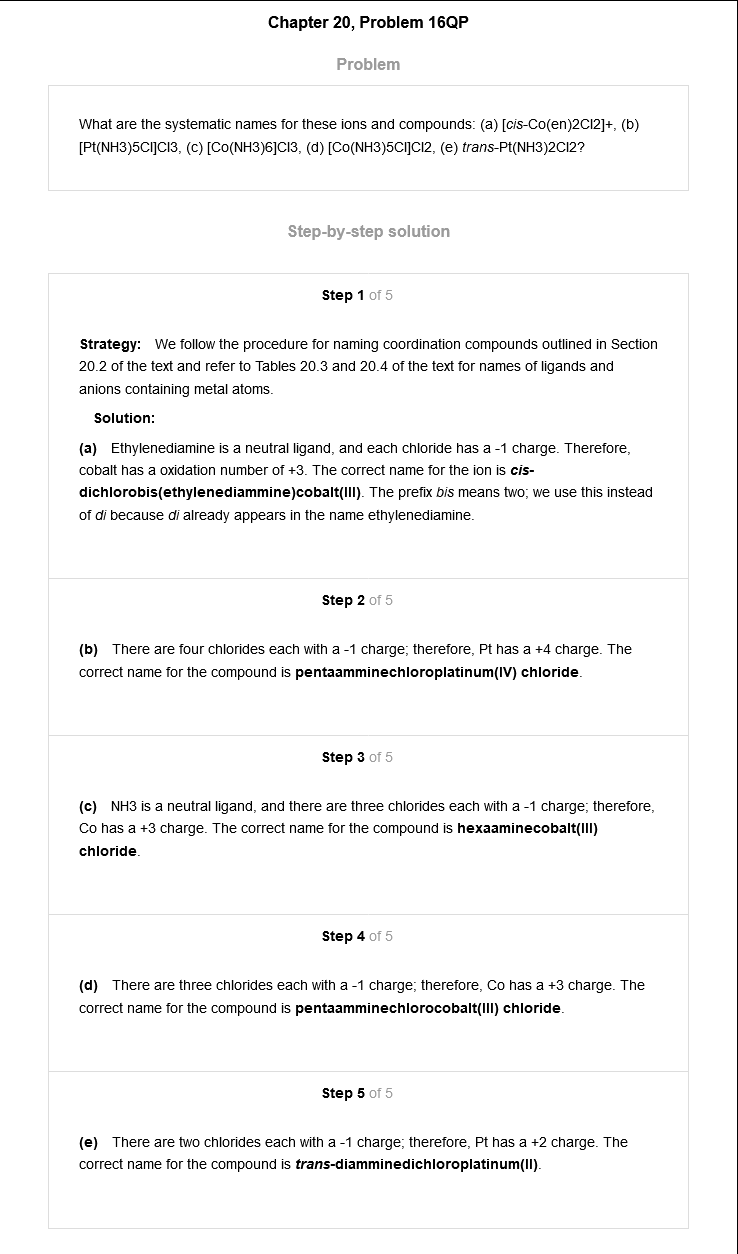 Chapter 20, Problem 16QP
Problem
What are the systematic names for these ions and compounds: (a) [cis-Co(en)2Cl2]+, (b)
[Pt(NH3)5Cl]Cl3, (c) [Co(NH3)6]Cl3, (d) [Co(NH3)5Cl]Cl2, (e) trans-Pt(NH3)2Cl2?
Step-by-step solution
Step 1 of 5
Strategy: We follow the procedure for naming coordination compounds outlined in Section
20.2 of the text and refer to Tables 20.3 and 20.4 of the text for names of ligands and
anions containing metal atoms.
Solution:
(a) Ethylenediamine is a neutral ligand, and each chloride has a -1 charge. Therefore,
cobalt has a oxidation number of +3. The correct name for the ion is cis-
dichlorobis(ethylenediammine)cobalt(III). The prefix bis means two; we use this instead
of di because di already appears in the name ethylenediamine.
Step 2 of 5
(b) There are four chlorides each with a -1 charge; therefore, Pt has a +4 charge. The
correct name for the compound is pentaamminechloroplatinum(IV) chloride.
Step 3 of 5
(c) NH3 is a neutral ligand, and there are three chlorides each with a -1 charge; therefore,
Co has a +3 charge. The correct name for the compound is hexaaminecobalt(III)
chloride.
Step 4 of 5
(d) There are three chlorides each with a -1 charge; therefore, Co has a +3 charge. The
correct name for the compound is pentaamminechlorocobalt(III) chloride.
Step 5 of 5
(e) There are two chlorides each with a -1 charge; therefore, Pt has a +2 charge. The
correct name for the compound is trans-diamminedichloroplatinum(II).